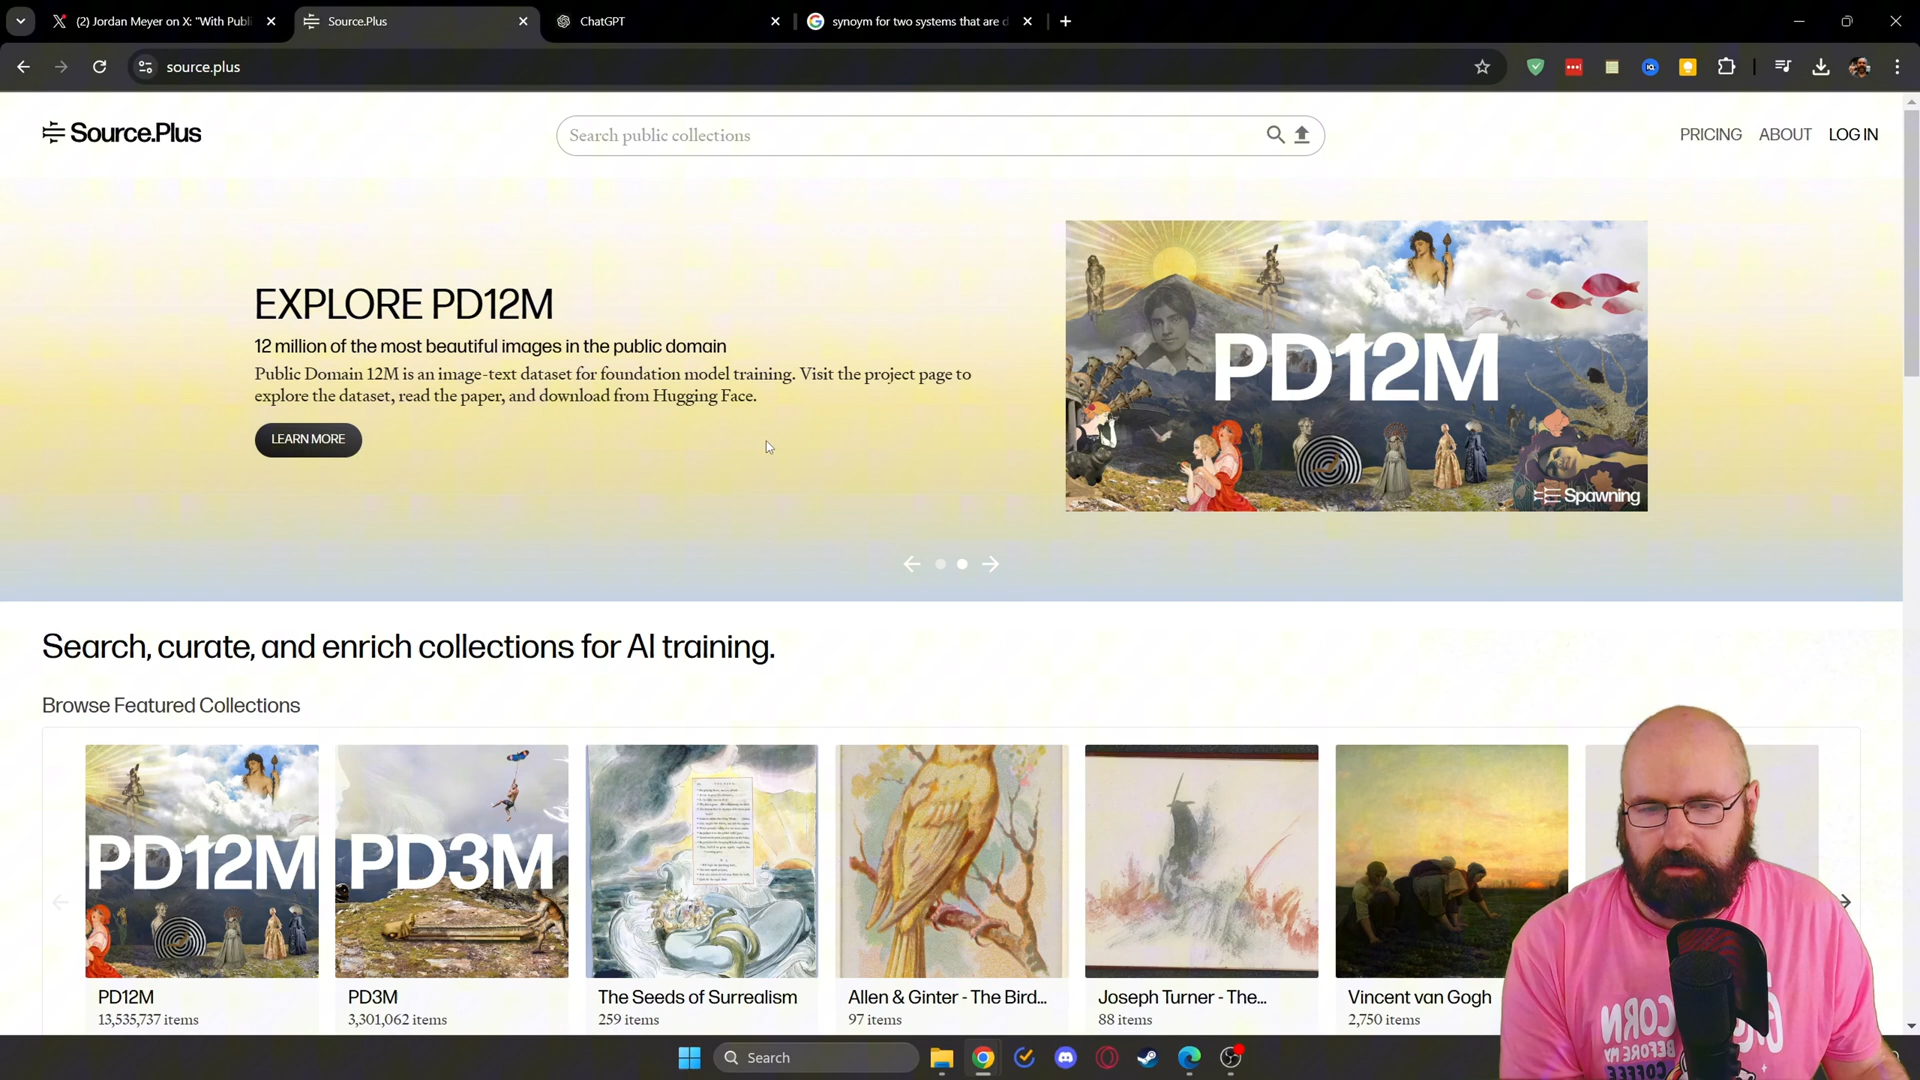 (2) Jordan Meyer on X: "With Publi
Source.Plus
ChatGPT
synoym for two systems that are d
source.plus
Source.Plus
Search public collections
PRICING
ABOUT
LOG IN
EXPLORE PD12M
12 million of the most beautiful images in the public domain
Public Domain 12M is an image-text dataset for foundation model training. Visit the project page to
explore the dataset, read the paper, and download from Hugging Face.
LEARN MORE
PD12M
Spawning
Search, curate, and enrich collections for AI training.
Browse Featured Collections
PD12M
PD3M
PD12M
13,535,737 items
PD3M
3,301,062 items
The Seeds of Surrealism
259 items
Allen & Ginter - The Bird...
97 items
Joseph Turner - The...
88 items
Vincent van Gogh
2,750 items
Search